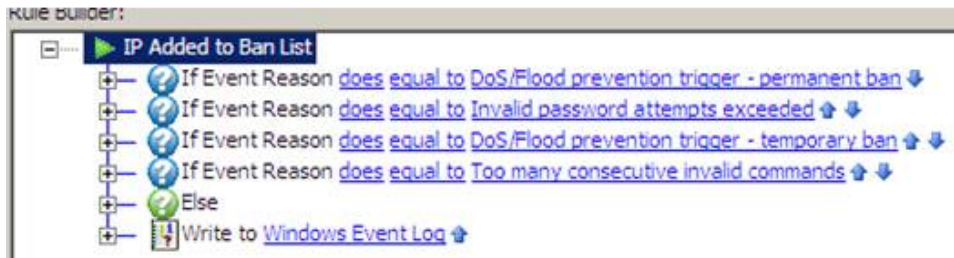 Rule Builder:
IP Added to Ban List
If Event Reason does equal to DoS/Flood prevention trigger - permanent ban
If Event Reason does equal to Invalid password attempts exceeded
If Event Reason does equal to DoS/Flood prevention trigger - temporary ban
If Event Reason does equal to Too many consecutive invalid commands
Else
Write to Windows Event Log